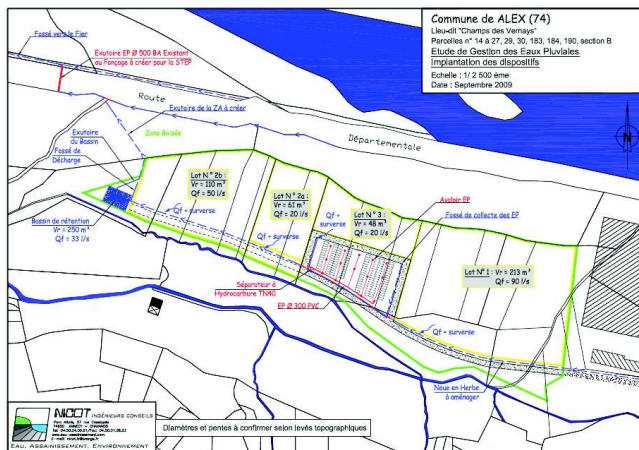 Commune de ALEX (74)
Lieu-dit "Champs des Vernays"
Parcelles n° 14 à 27, 29, 30, 183, 184, 190, section B
Etude de Gestion des Eaux Pluviales
Implantation des dispositifs
Echelle : 1/ 2 500 ème
Date : Septembre 2009
N
Fossé vers le Fier
Exutoire EP Ø 500 BA Existant
au Fonçage à créer pour la STEP
Route
Exutoire de la ZA à créer
Départementale
Exutoire
du Bassin
Zone Boisée
Fossé de
Décharge
Lot N° 2b :
Vr = 110 m³
Qf = 50 l/s
Lot N° 2a :
Vr = 61 m³
Qf = 20 l/s
Lot N° 3 :
Vr = 48 m³
Qf = 20 l/s
Avaloir EP
Fossé de collecte des EP
Qf + surverse
Bassin de rétention
Vr = 250 m³
Qf = 33 l/s
Qf + surverse
Qf + surverse
Lot N° 1 : Vr = 213 m³
Qf = 90 l/s
Séparateur à
Hydrocarbure TN40
EP Ø 300 PVC
Qf + surverse
Qf + surverse
Noue en Herbe
à aménager
NICOT INGÉNIEURS CONSEILS
EAU, ASSAINISSEMENT, ENVIRONNEMENT
Diamètres et pentes à confirmer selon levés topographiques